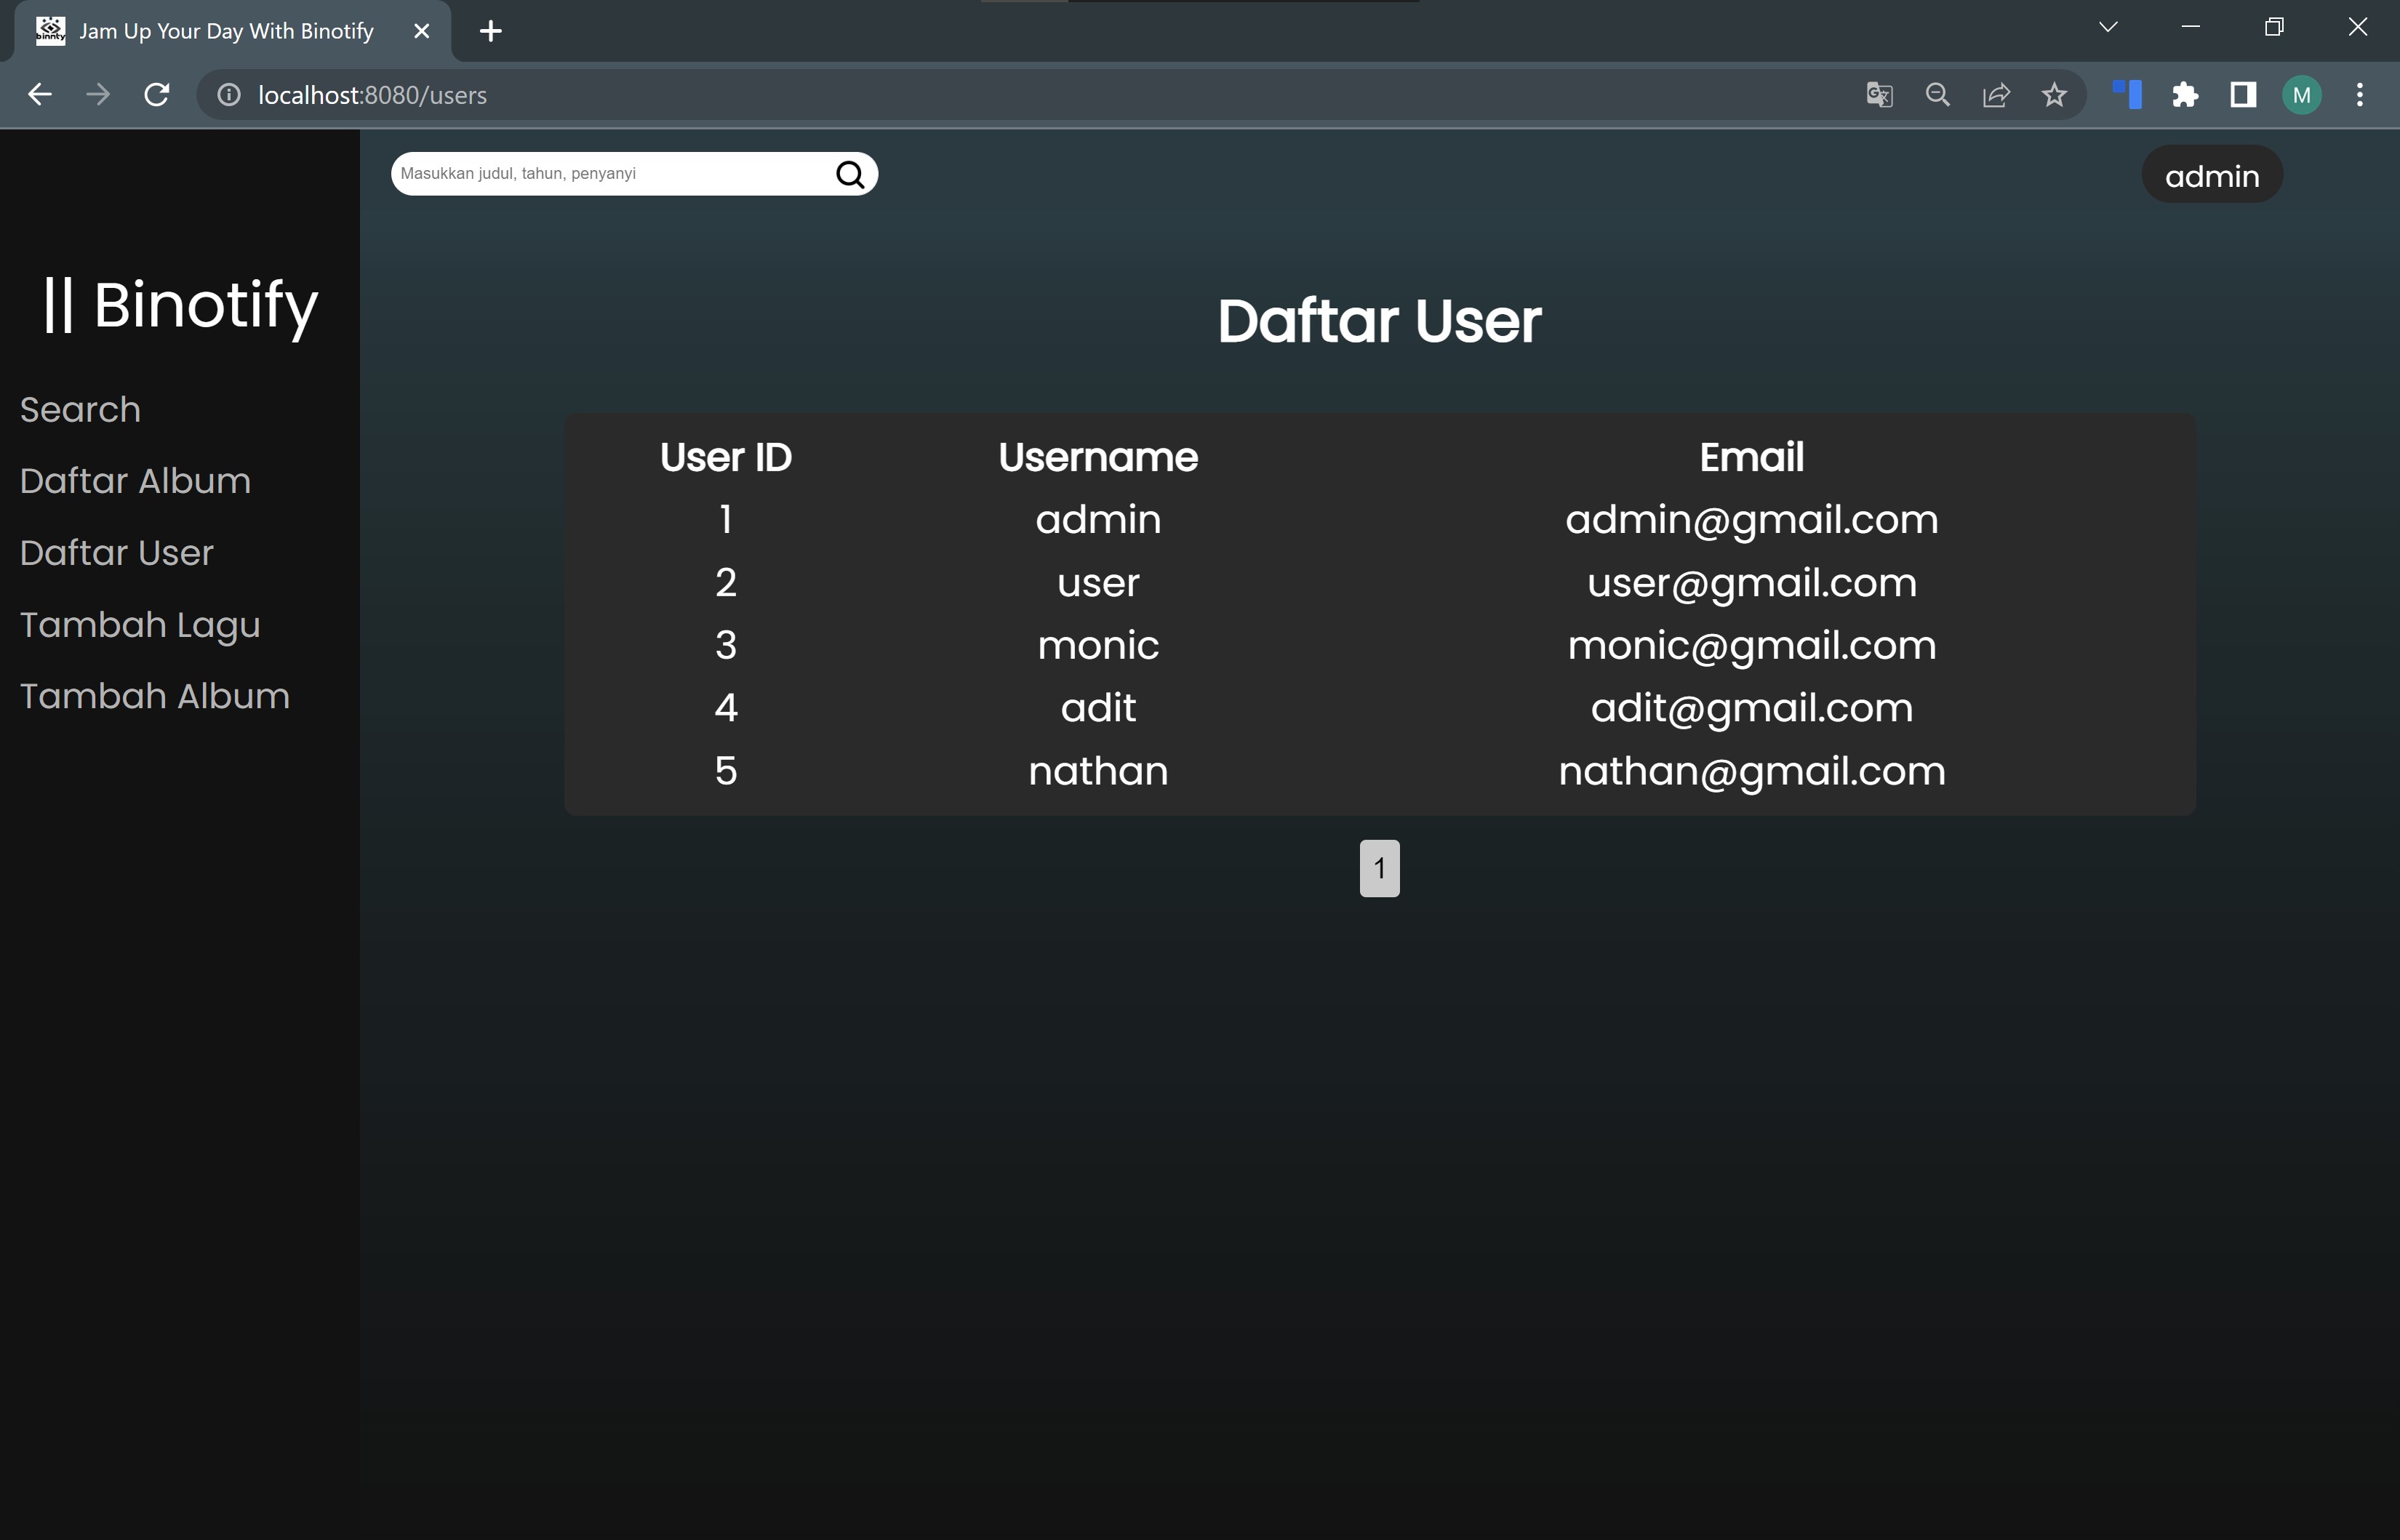 Jam Up Your Day With Binotify
localhost:8080/users
M
Masukkan judul, tahun, penyanyi
admin
|| Binotify
Search
Daftar Album
Daftar User
Tambah Lagu
Tambah Album
Daftar User
User ID Username Email
1 admin admin@gmail.com
2 user user@gmail.com
3 monic monic@gmail.com
4 adit adit@gmail.com
5 nathan nathan@gmail.com
1